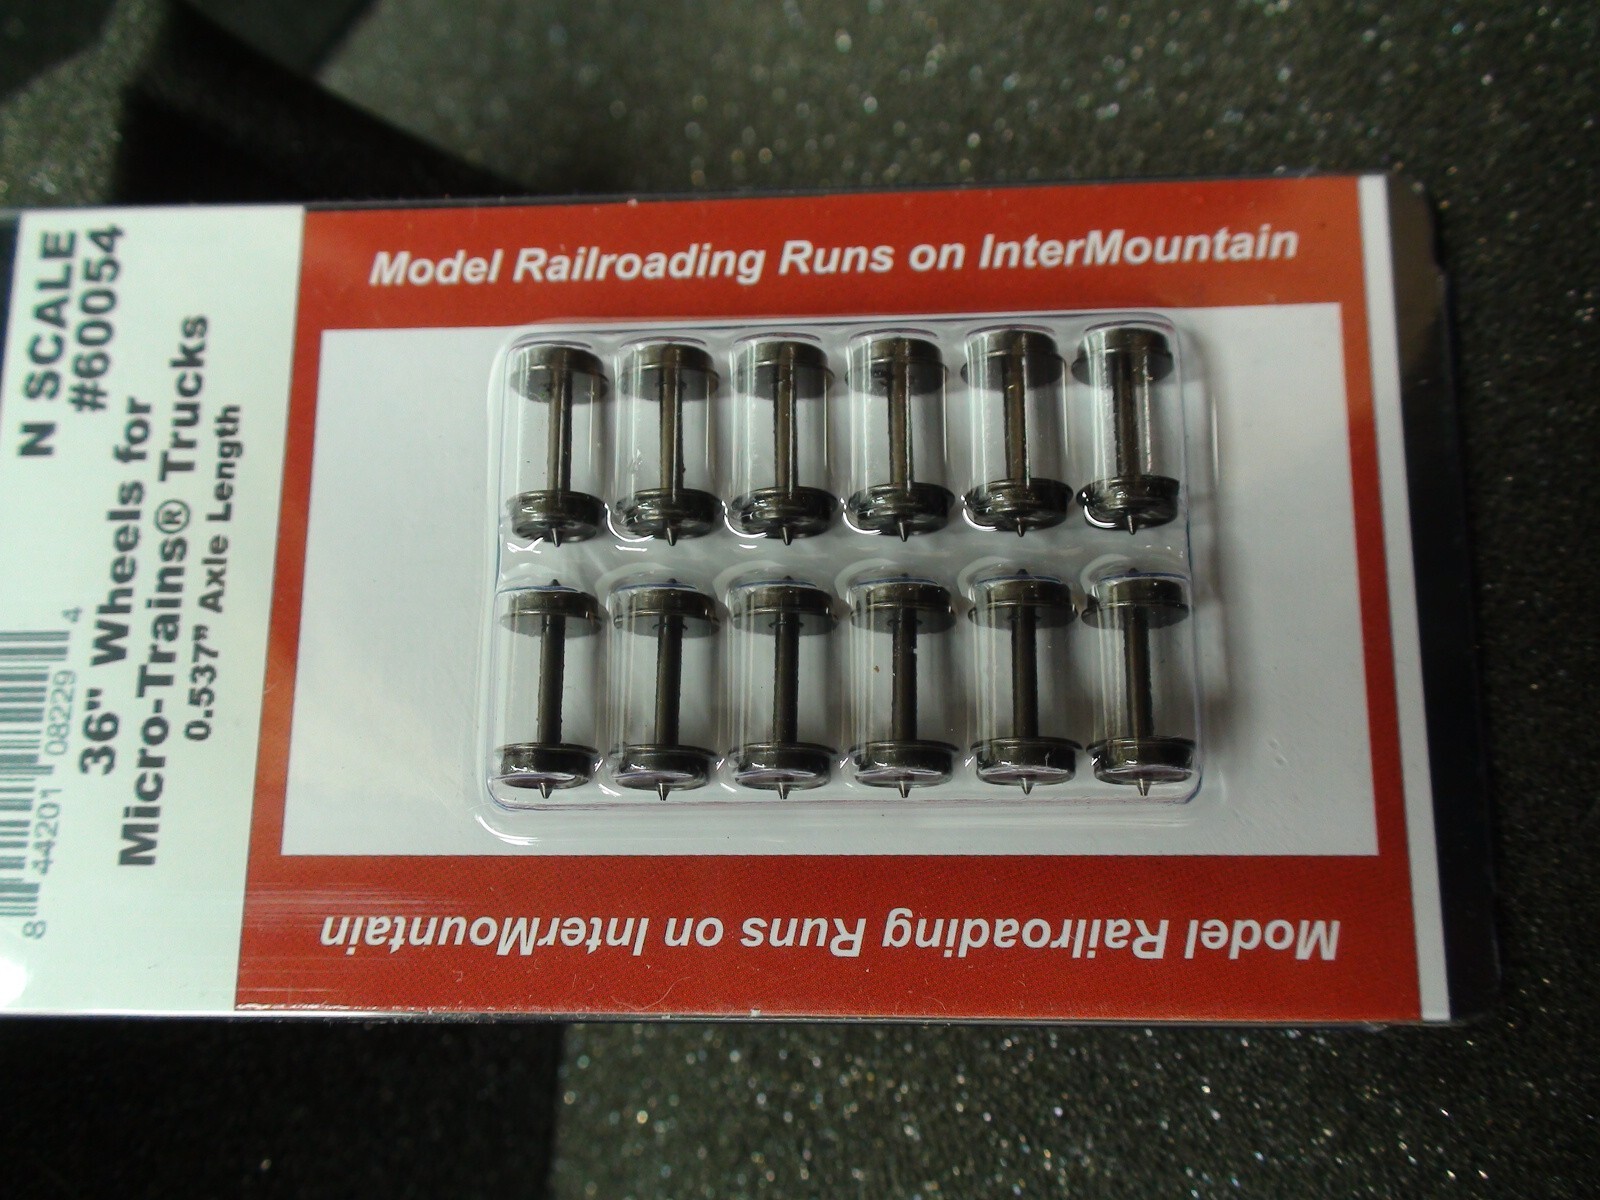 N SCALE
#60054
36" Wheels for
Micro-Trains® Trucks
0.537" Axle Length
8 44201 08229 4
Model Railroading Runs on InterMountain
Model Railroading Runs on InterMountain